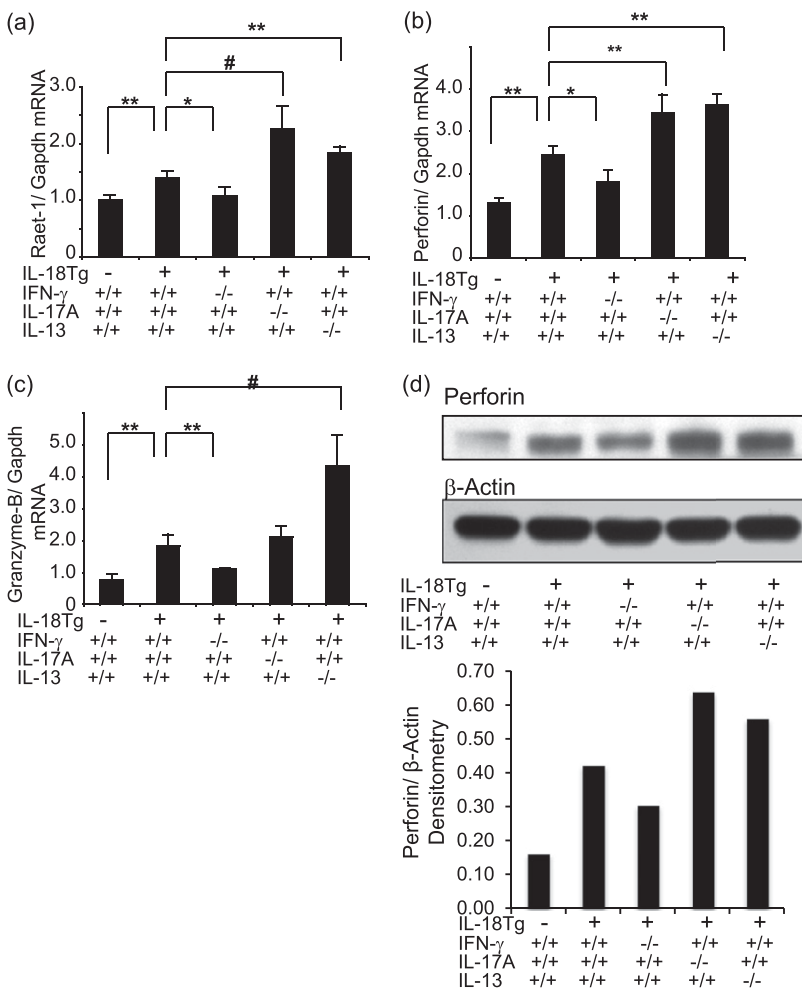 (a)
**
#
** *
3.0
2.0
1.0
0
Raet-1/ Gapdh mRNA
IL-18Tg - + + + +
IFN-γ +/+ +/+ -/- +/+ +/+
IL-17A +/+ +/+ +/+ -/- +/+
IL-13 +/+ +/+ +/+ +/+ -/-
(b)
**
**
** *
4.0
3.0
2.0
1.0
0
Perforin/ Gapdh mRNA
IL-18Tg - + + + +
IFN-γ +/+ +/+ -/- +/+ +/+
IL-17A +/+ +/+ +/+ -/- +/+
IL-13 +/+ +/+ +/+ +/+ -/-
(c)
#
** **
5.0
4.0
3.0
2.0
1.0
0
Granzyme-B/ Gapdh
mRNA
IL-18Tg - + + + +
IFN-γ +/+ +/+ -/- +/+ +/+
IL-17A +/+ +/+ +/+ -/- +/+
IL-13 +/+ +/+ +/+ +/+ -/-
(d)
Perforin
β-Actin
IL-18Tg - + + + +
IFN-γ +/+ +/+ -/- +/+ +/+
IL-17A +/+ +/+ +/+ -/- +/+
IL-13 +/+ +/+ +/+ +/+ -/-
0.70
0.60
0.50
0.40
0.30
0.20
0.10
0.00
Perforin/ β-Actin
Densitometry
IL-18Tg - + + + +
IFN-γ +/+ +/+ -/- +/+ +/+
IL-17A +/+ +/+ +/+ -/- +/+
IL-13 +/+ +/+ +/+ +/+ -/-